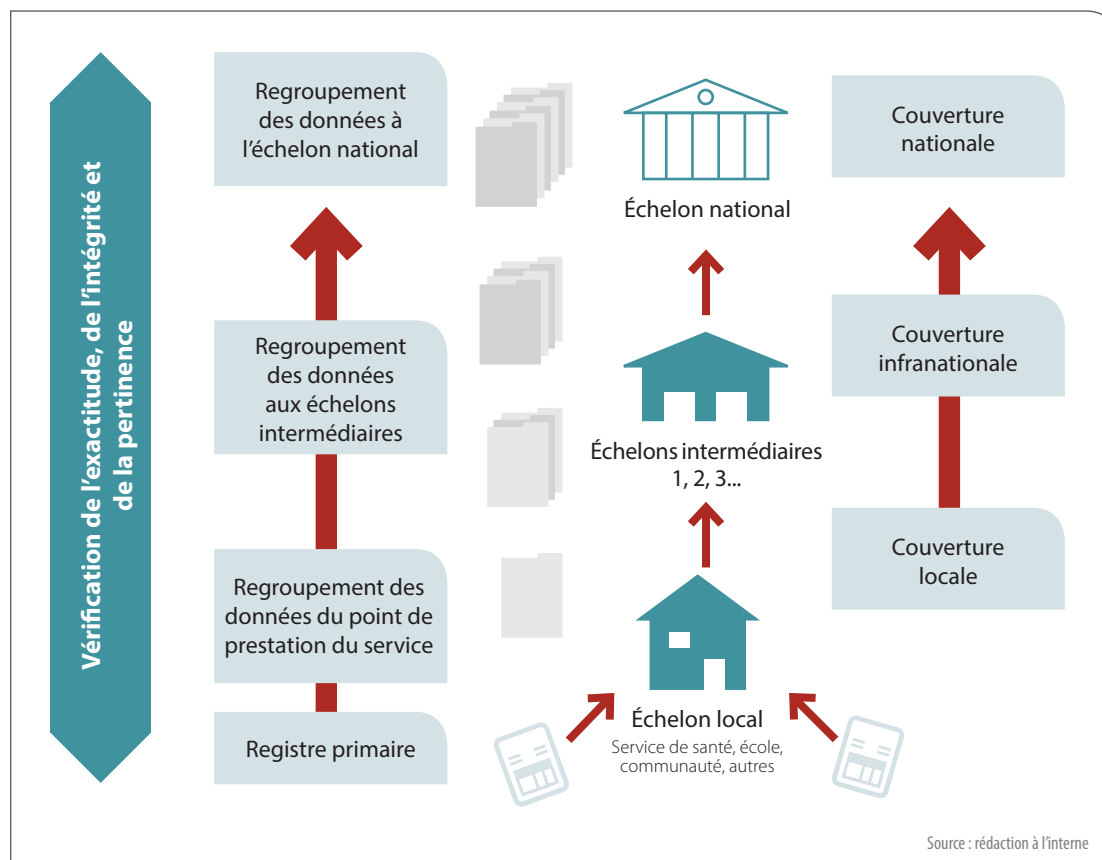 Vérification de l'exactitude, de l'intégrité et
de la pertinence
Regroupement
des données à
l'échelon national
Regroupement
des données
aux échelons
intermédiaires
Regroupement des
données du point de
prestation du service
Registre primaire
Échelon national
Échelons intermédiaires
1, 2, 3...
Échelon local
Service de santé, école,
communauté, autres
Couverture
nationale
Couverture
infranationale
Couverture
locale
Source : rédaction à l'interne